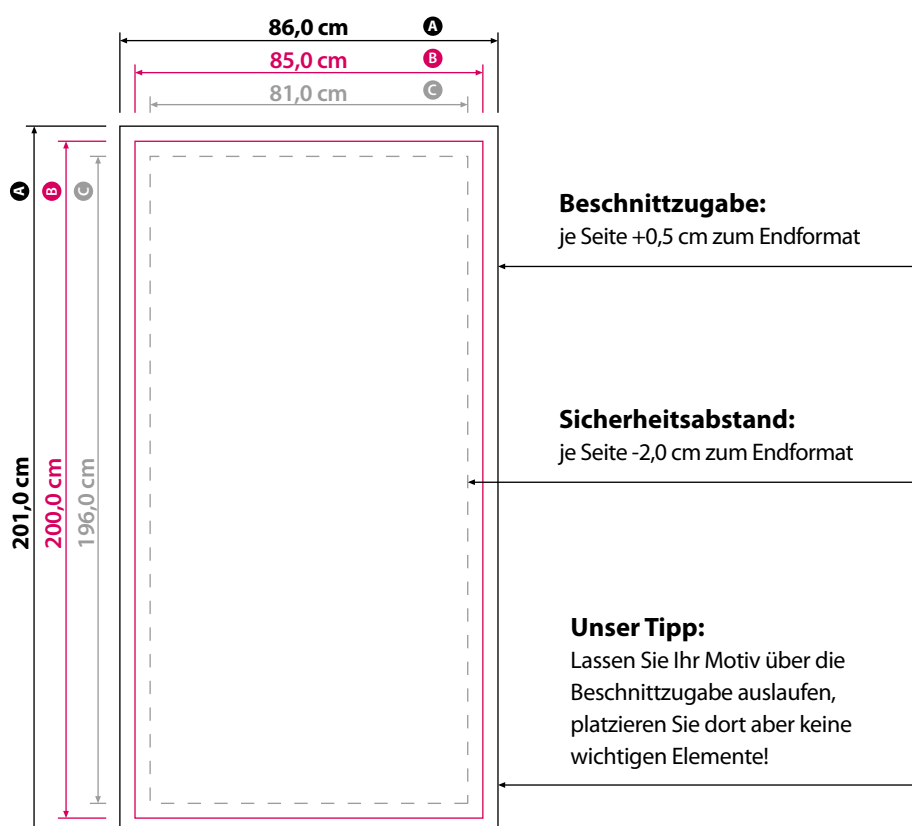 86,0 cm A
85,0 cm B
81,0 cm C
A
B
C
201,0 cm
200,0 cm
196,0 cm
Beschnittzugabe:
je Seite +0,5 cm zum Endformat
Sicherheitsabstand:
je Seite -2,0 cm zum Endformat
Unser Tipp:
Lassen Sie Ihr Motiv über die
Beschnittzugabe auslaufen,
platzieren Sie dort aber keine
wichtigen Elemente!